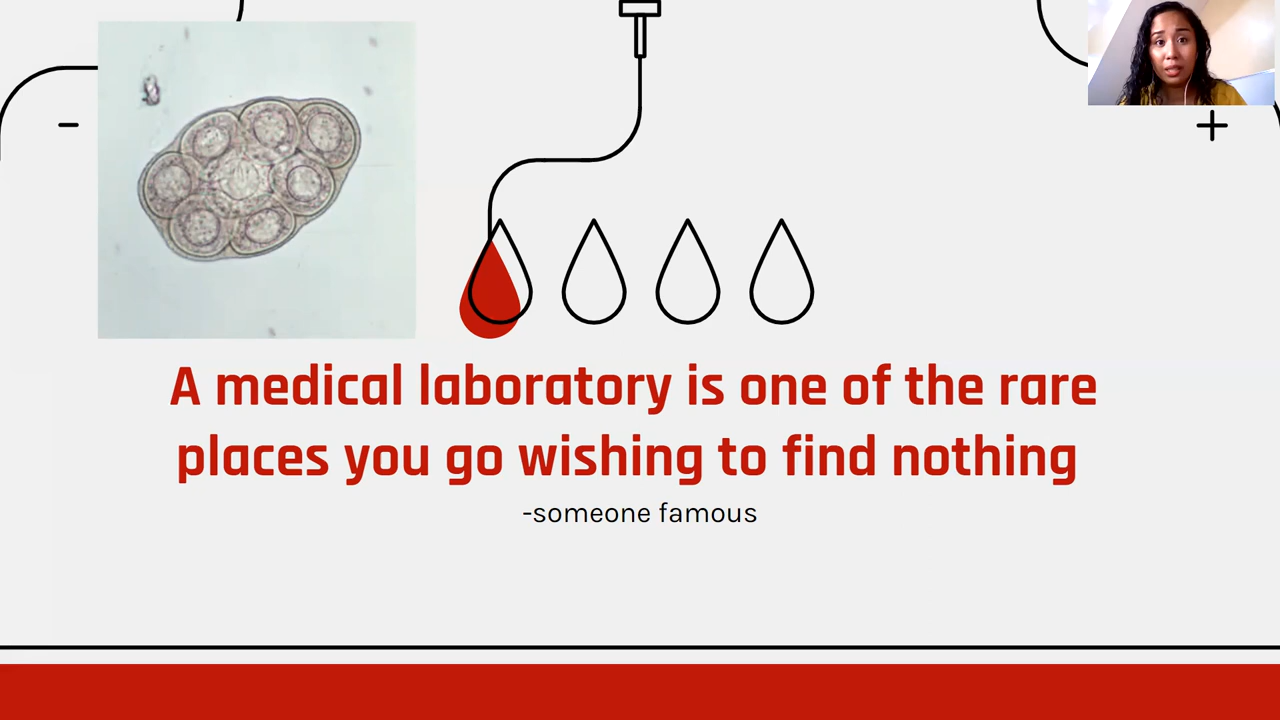 A medical laboratory is one of the rare
places you go wishing to find nothing
-someone famous